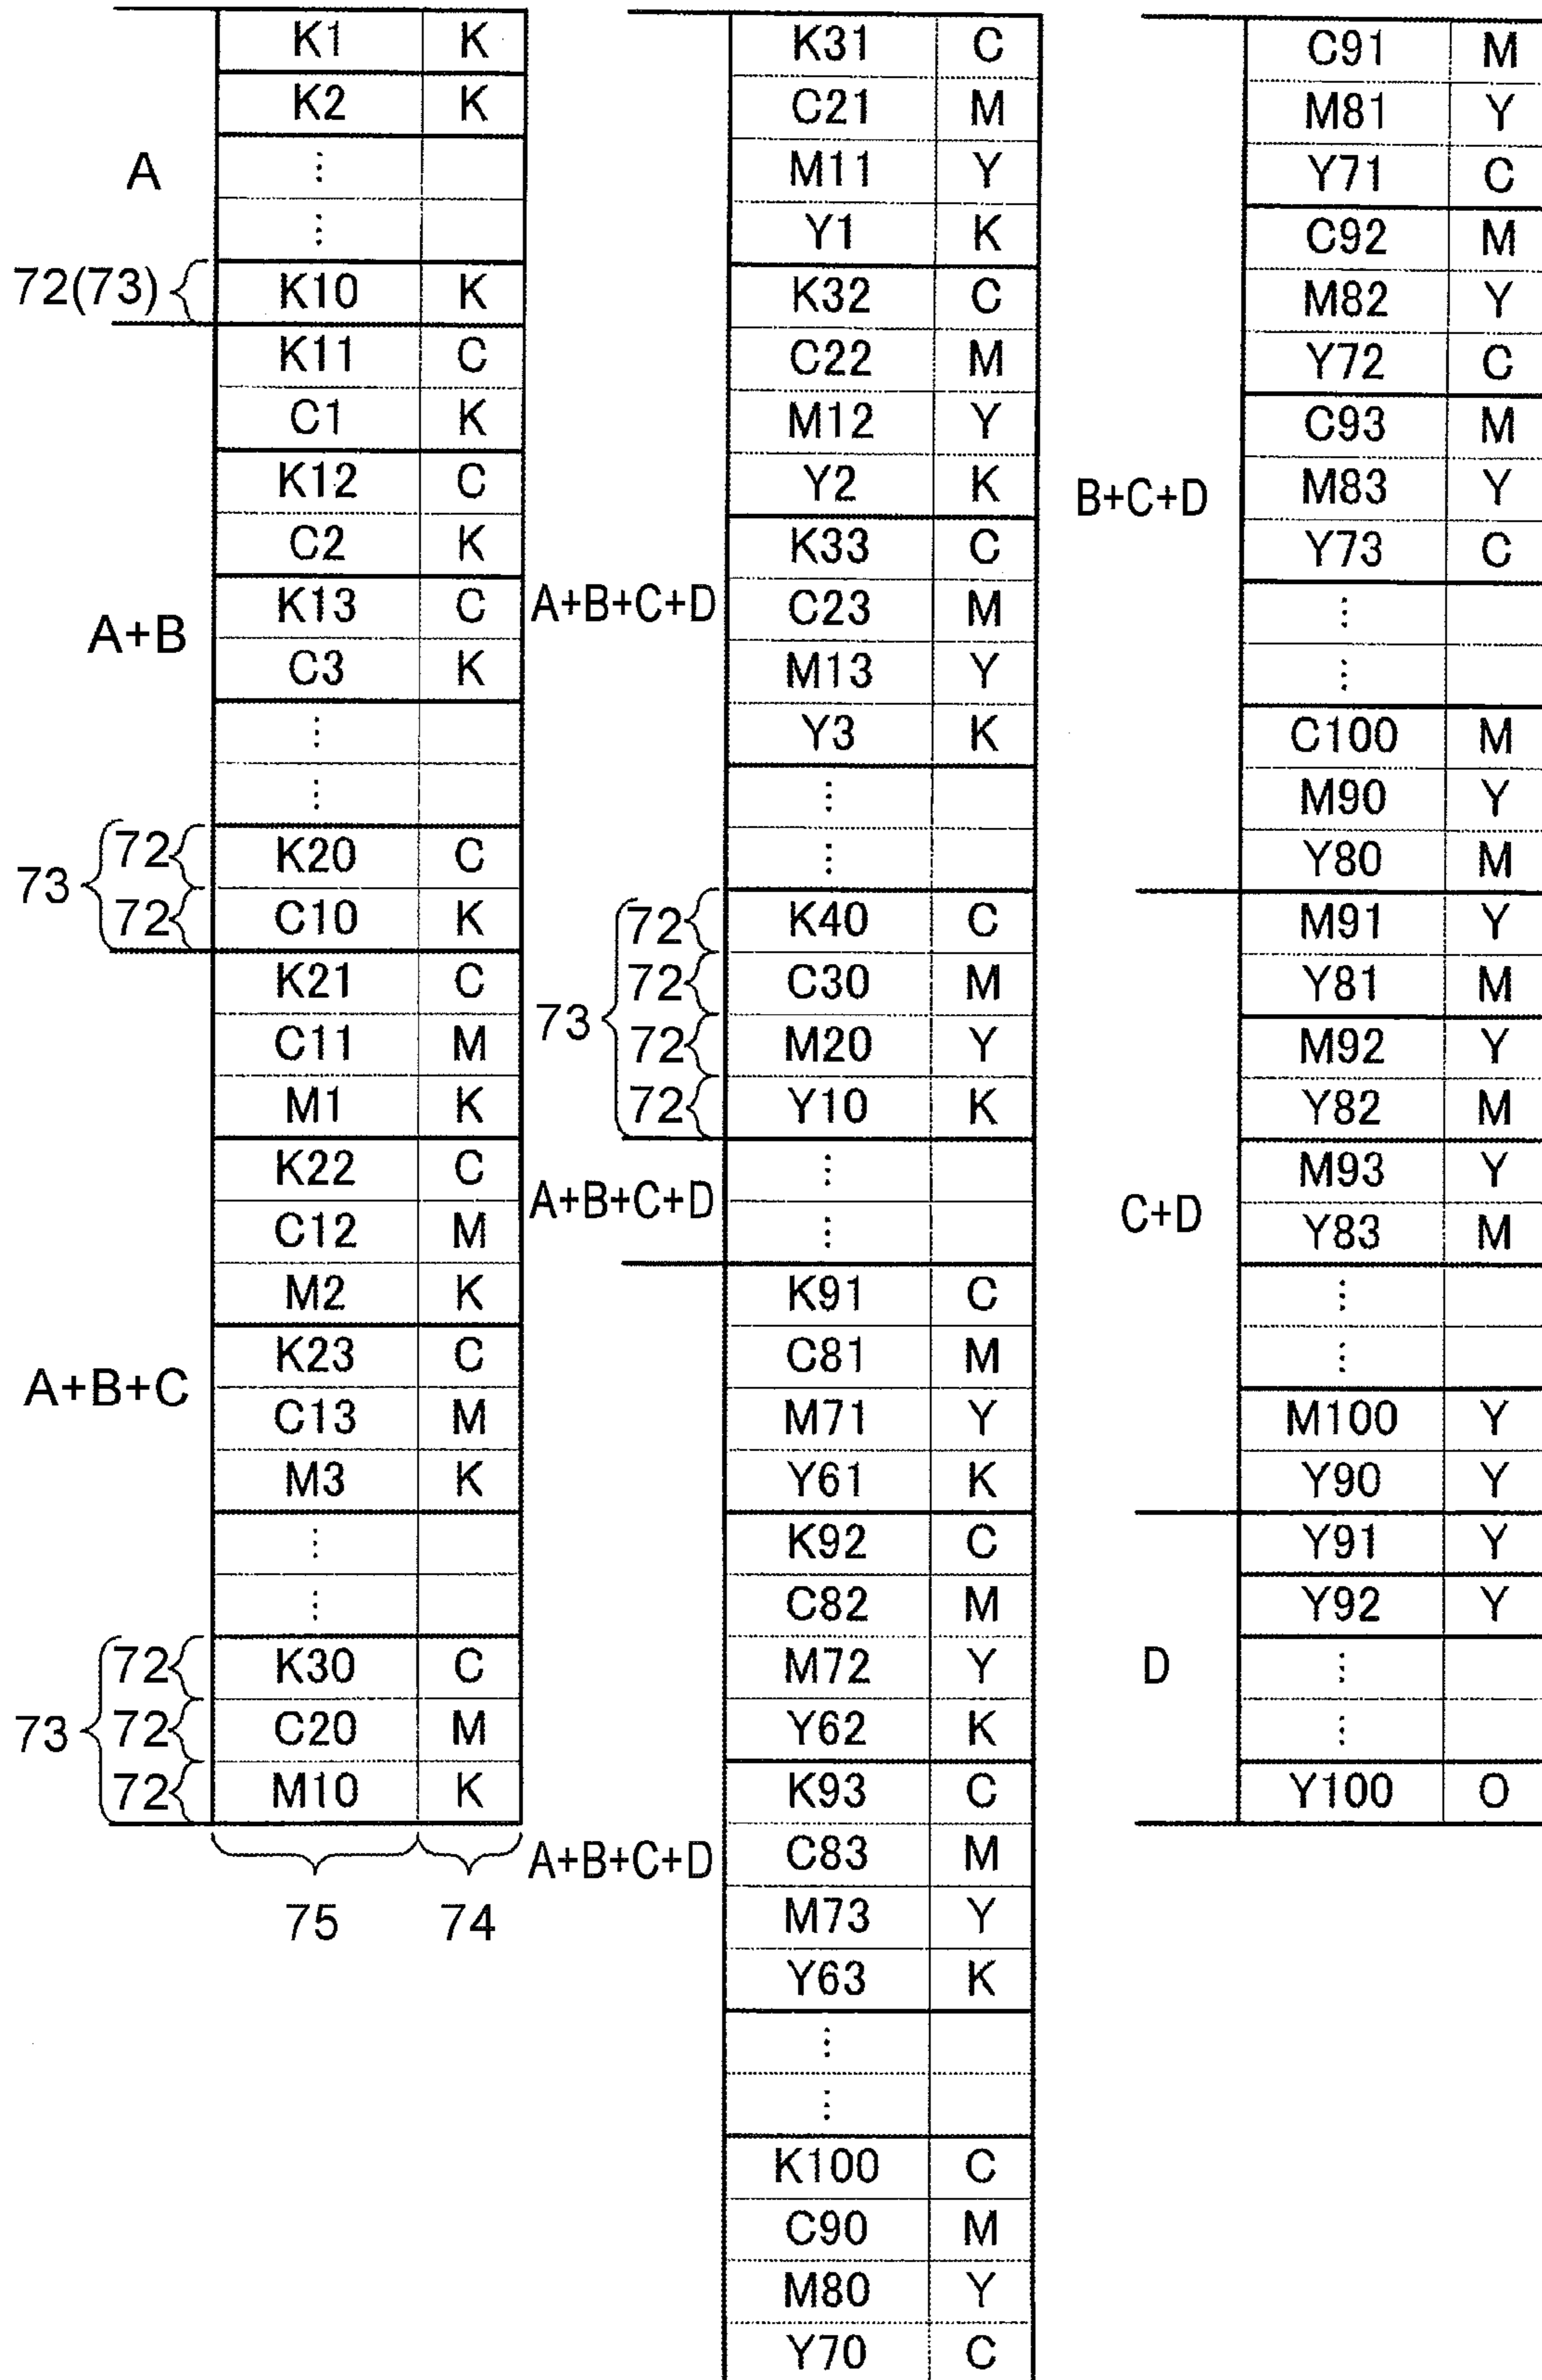 K1 K
K2 K
A
⋮
⋮
72(73) K10 K
K11 C
C1 K
K12 C
C2 K
A+B
K13 C
C3 K
⋮
⋮
73
72 K20 C
72 C10 K
K21 C
C11 M
M1 K
K22 C
C12 M
M2 K
A+B+C
K23 C
C13 M
M3 K
⋮
⋮
73
72 K30 C
72 C20 M
72 M10 K
75 74
K31 C
C21 M
M11 Y
Y1 K
K32 C
C22 M
M12 Y
Y2 K
A+B+C+D
K33 C
C23 M
M13 Y
Y3 K
⋮
⋮
73
72 K40 C
72 C30 M
72 M20 Y
72 Y10 K
A+B+C+D
⋮
⋮
K91 C
C81 M
M71 Y
Y61 K
K92 C
C82 M
M72 Y
Y62 K
A+B+C+D
K93 C
C83 M
M73 Y
Y63 K
⋮
⋮
K100 C
C90 M
M80 Y
Y70 C
C91 M
M81 Y
Y71 C
C92 M
M82 Y
Y72 C
B+C+D
C93 M
M83 Y
Y73 C
⋮
⋮
C100 M
M90 Y
Y80 M
M91 Y
Y81 M
M92 Y
Y82 M
C+D
M93 Y
Y83 M
⋮
⋮
M100 Y
Y90 Y
Y91 Y
Y92 Y
D
⋮
⋮
Y100 O